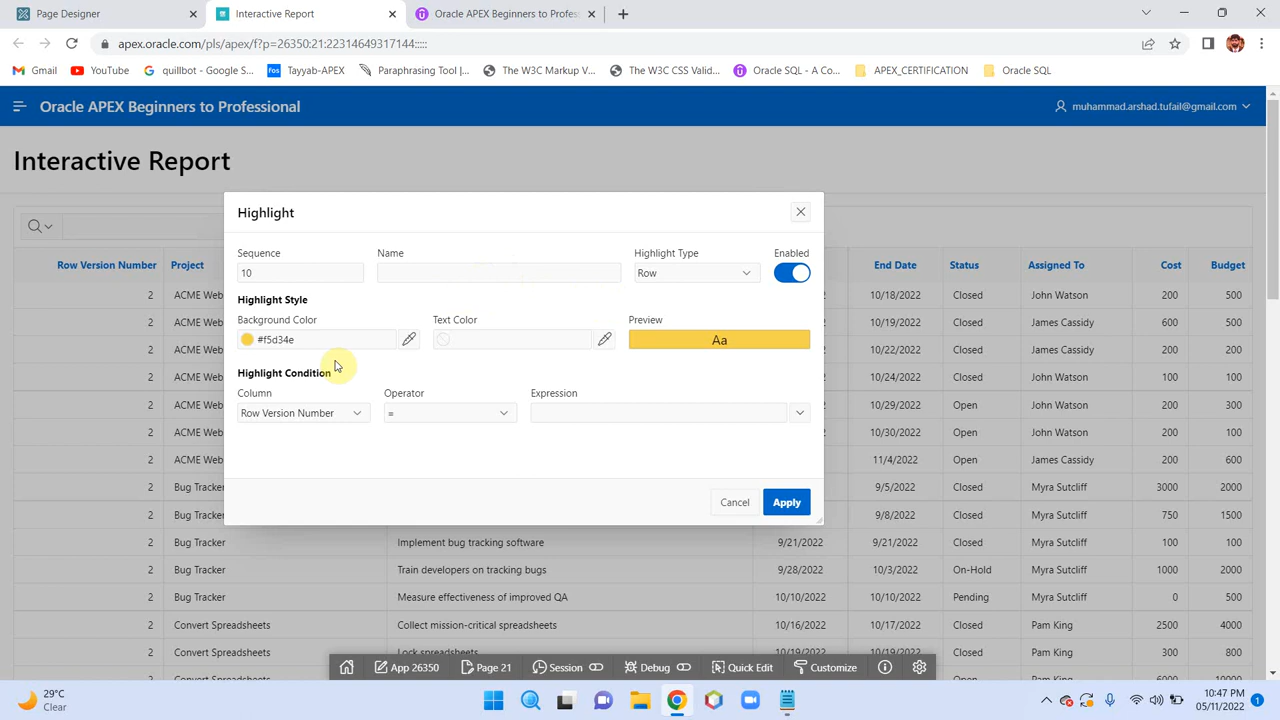 Page Designer
Interactive Report
Oracle APEX Beginners to Profess
apex.oracle.com/pls/apex/f?p=26350:21:22314649317144:::::
Gmail
YouTube
quillbot - Google S...
Tayyab-APEX
Paraphrasing Tool |...
The W3C Markup V...
The W3C CSS Valid...
Oracle SQL - A Co...
APEX_CERTIFICATION
Oracle SQL
Oracle APEX Beginners to Professional
muhammad.arshad.tufail@gmail.com
Interactive Report
Highlight
Sequence
Name
Highlight Type
Enabled
10
Row
Highlight Style
Background Color
Text Color
Preview
#f5d34e
Aa
Highlight Condition
Column
Operator
Expression
Row Version Number
=
Cancel
Apply
Row Version Number Project End Date Status Assigned To Cost Budget
2 ACME Web 10/18/2022 Closed John Watson 200 500
2 ACME Web 10/19/2022 Closed James Cassidy 600 500
2 ACME Web 10/22/2022 Closed James Cassidy 400 500
2 ACME Web 10/24/2022 Closed John Watson 100 100
2 ACME Web 10/29/2022 Open John Watson 200 300
2 ACME Web 10/30/2022 Open John Watson 200 100
2 ACME Web 11/4/2022 Open James Cassidy 200 600
2 Bug Tracker 9/5/2022 Closed Myra Sutcliff 3000 2000
2 Bug Tracker 9/8/2022 Closed Myra Sutcliff 750 1500
2 Bug Tracker Implement bug tracking software 9/21/2022 9/21/2022 Closed Myra Sutcliff 100 100
2 Bug Tracker Train developers on tracking bugs 9/28/2022 10/3/2022 On-Hold Myra Sutcliff 1000 2000
2 Bug Tracker Measure effectiveness of improved QA 10/10/2022 10/10/2022 Pending Myra Sutcliff 0 500
2 Convert Spreadsheets Collect mission-critical spreadsheets 10/16/2022 10/17/2022 Closed Pam King 2500 4000
2 Convert Spreadsheets Lock spreadsheets 10/19/2022 10/19/2022 Closed Pam King 300 800
App 26350
Page 21
Session
Debug
Quick Edit
Customize
29°C
Clear
10:47 PM
05/11/2022
1